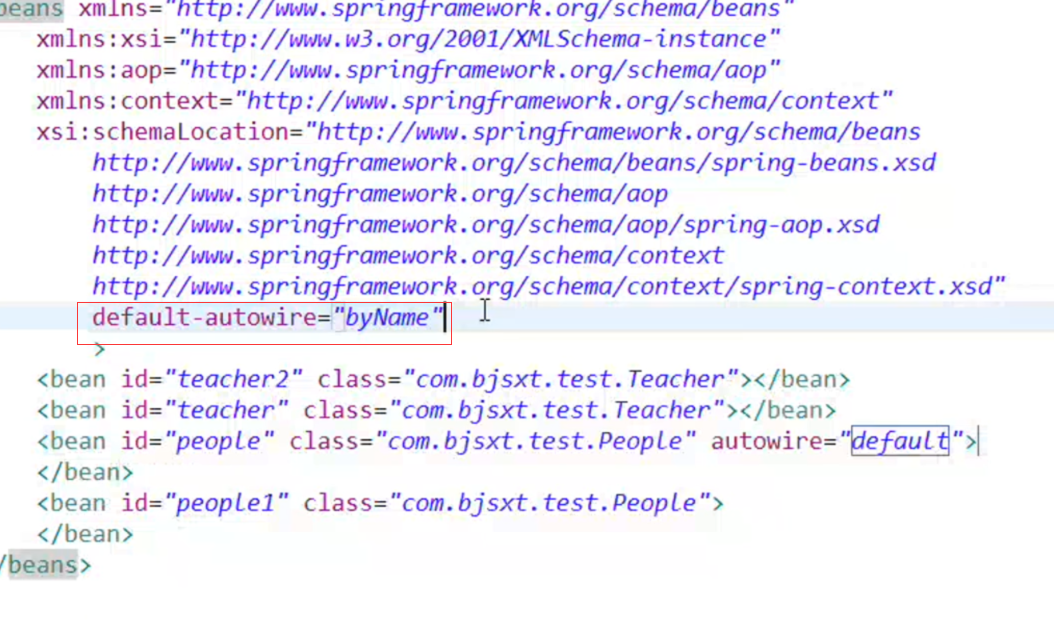 beans xmlns="http://www.springframework.org/schema/beans"
xmlns:xsi="http://www.w3.org/2001/XMLSchema-instance"
xmlns:aop="http://www.springframework.org/schema/aop"
xmlns:context="http://www.springframework.org/schema/context"
xsi:schemaLocation="http://www.springframework.org/schema/beans
http://www.springframework.org/schema/beans/spring-beans.xsd
http://www.springframework.org/schema/aop
http://www.springframework.org/schema/aop/spring-aop.xsd
http://www.springframework.org/schema/context
http://www.springframework.org/schema/context/spring-context.xsd"
default-autowire="byName"
>
<bean id="teacher2" class="com.bjsxt.test.Teacher"></bean>
<bean id="teacher" class="com.bjsxt.test.Teacher"></bean>
<bean id="people" class="com.bjsxt.test.People" autowire="default">
</bean>
<bean id="people1" class="com.bjsxt.test.People">
</bean>
/beans>